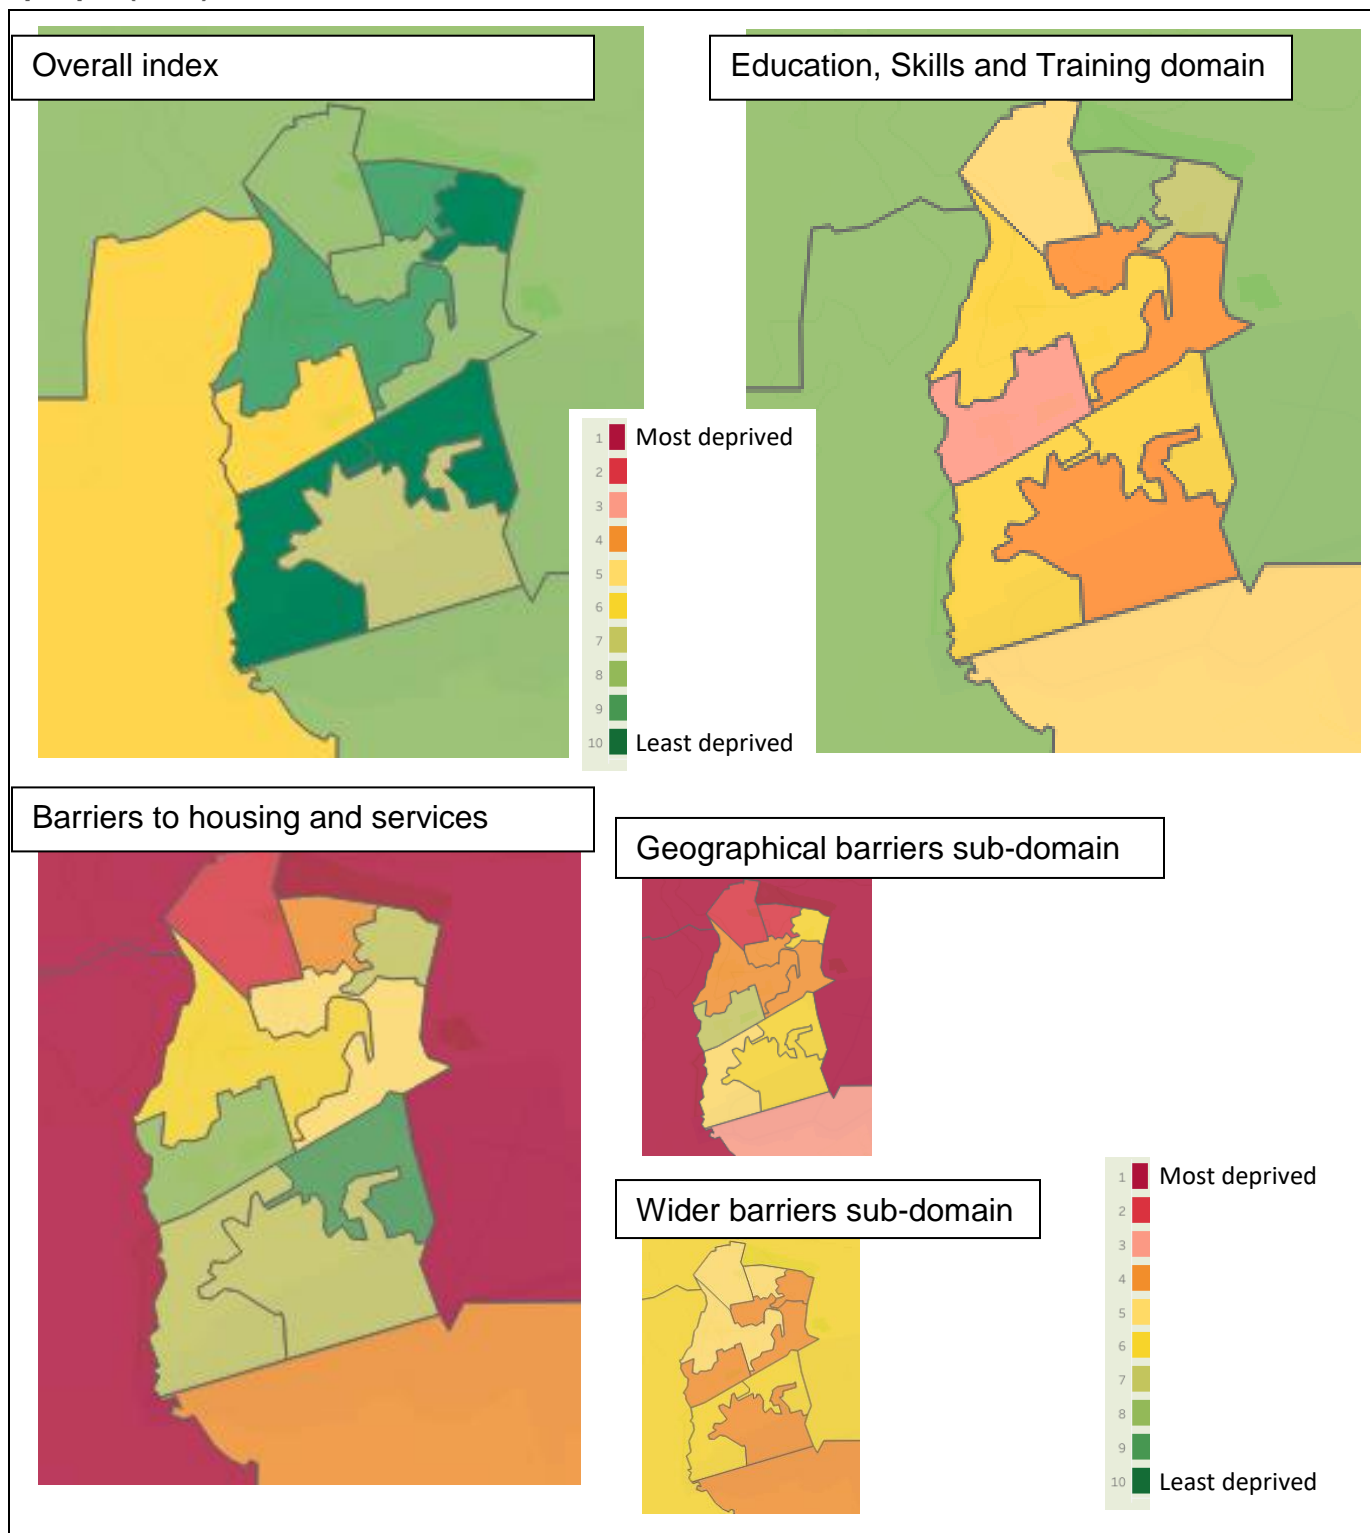 Overall index
Education, Skills and Training domain
1 Most deprived
2
3
4
5
6
7
8
9
10 Least deprived
Barriers to housing and services
Geographical barriers sub-domain
Wider barriers sub-domain
1 Most deprived
2
3
4
5
6
7
8
9
10 Least deprived